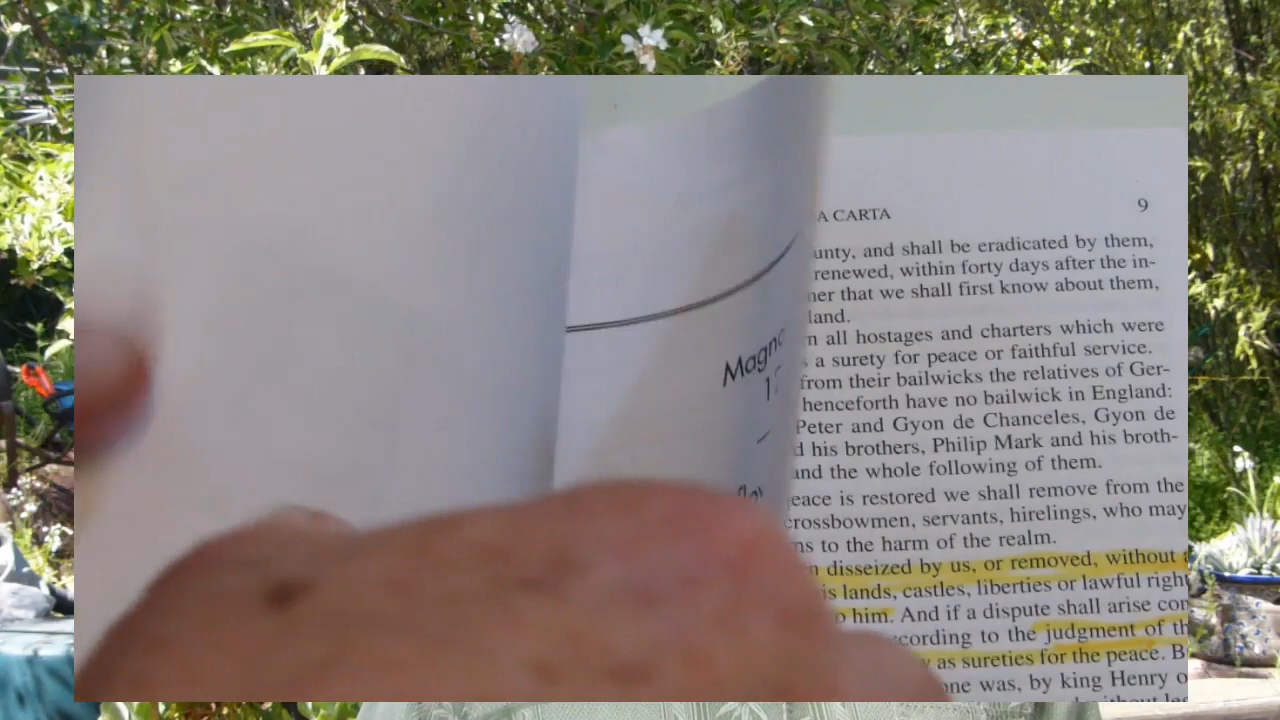 Magn
A CARTA 9
unty, and shall be eradicated by them,
renewed, within forty days after the in-
ner that we shall first know about them,
land.
n all hostages and charters which were
s a surety for peace or faithful service.
from their bailwicks the relatives of Ger-
henceforth have no bailwick in England:
Peter and Gyon de Chanceles, Gyon de
d his brothers, Philip Mark and his broth-
and the whole following of them.
eace is restored we shall remove from the
crossbowmen, servants, hirelings, who may
ns to the harm of the realm.
n disseized by us, or removed, without
is lands, castles, liberties or lawful right
o him. And if a dispute shall arise con
cording to the judgment of th
as sureties for the peace. B
one was, by king Henry o